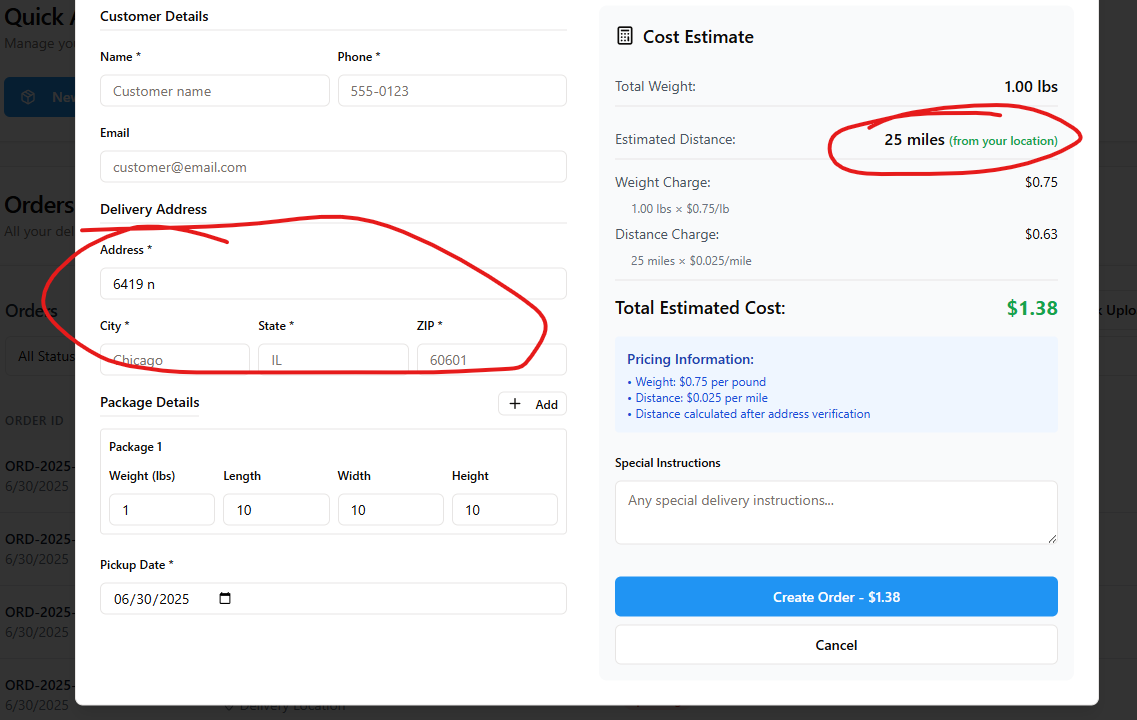 Quick A
Manage you
New
Orders
All your del
Orders
All Status
ORDER ID
ORD-2025-
6/30/2025
ORD-2025-
6/30/2025
ORD-2025-
6/30/2025
ORD-2025-
6/30/2025
Customer Details
Name * Phone *
Customer name 555-0123
Email
customer@email.com
Delivery Address
Address *
6419 n
City * State * ZIP *
Chicago IL 60601
Package Details + Add
Package 1
Weight (lbs) Length Width Height
1 10 10 10
Pickup Date *
06/30/2025
Delivery Location
Cost Estimate
Total Weight: 1.00 lbs
Estimated Distance: 25 miles (from your location)
Weight Charge: $0.75
1.00 lbs × $0.75/lb
Distance Charge: $0.63
25 miles × $0.025/mile
Total Estimated Cost: $1.38
Pricing Information:
• Weight: $0.75 per pound
• Distance: $0.025 per mile
• Distance calculated after address verification
Special Instructions
Any special delivery instructions...
Create Order - $1.38
Cancel
k Uplo